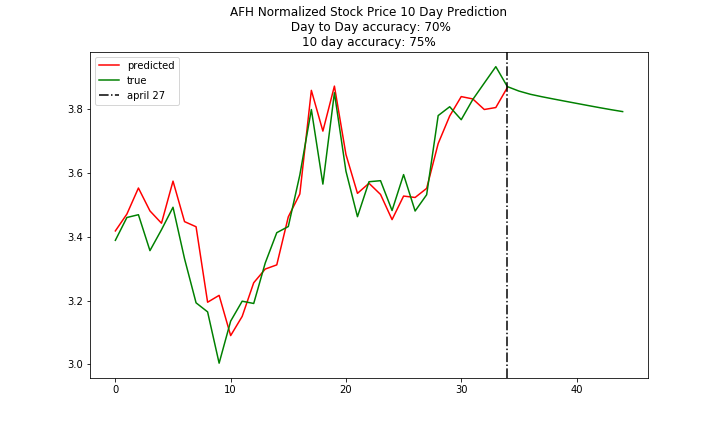 AFH Normalized Stock Price 10 Day Prediction
Day to Day accuracy: 70%
10 day accuracy: 75%
predicted
true
april 27
3.8
3.6
3.4
3.2
3.0
0 10 20 30 40